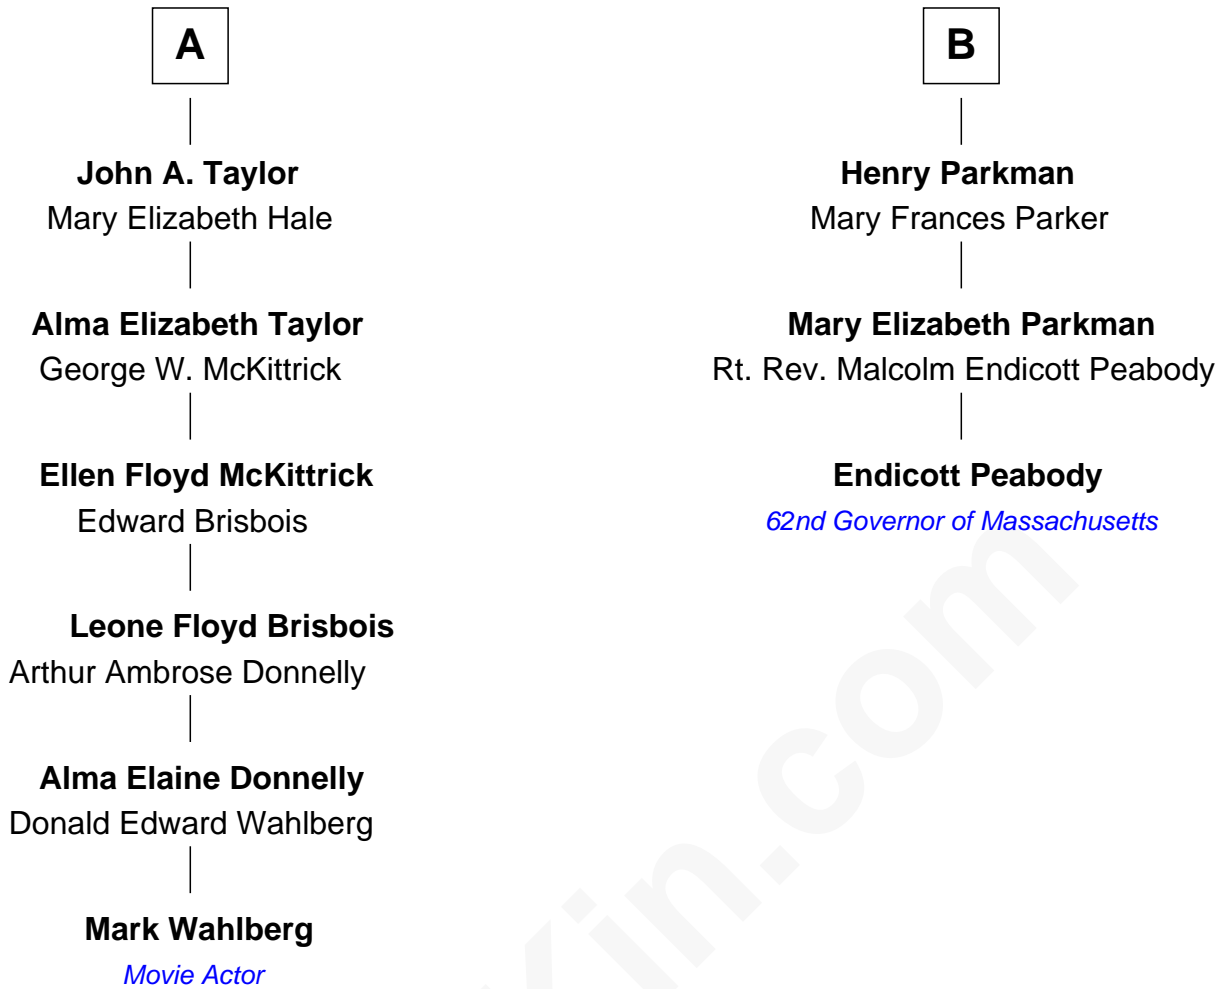 A
John A. Taylor
Mary Elizabeth Hale
Alma Elizabeth Taylor
George W. McKittrick
Ellen Floyd McKittrick
Edward Brisbois
Leone Floyd Brisbois
Arthur Ambrose Donnelly
Alma Elaine Donnelly
Donald Edward Wahlberg
Mark Wahlberg
Movie Actor
B
Henry Parkman
Mary Frances Parker
Mary Elizabeth Parkman
Rt. Rev. Malcolm Endicott Peabody
Endicott Peabody
62nd Governor of Massachusetts
Kin.com